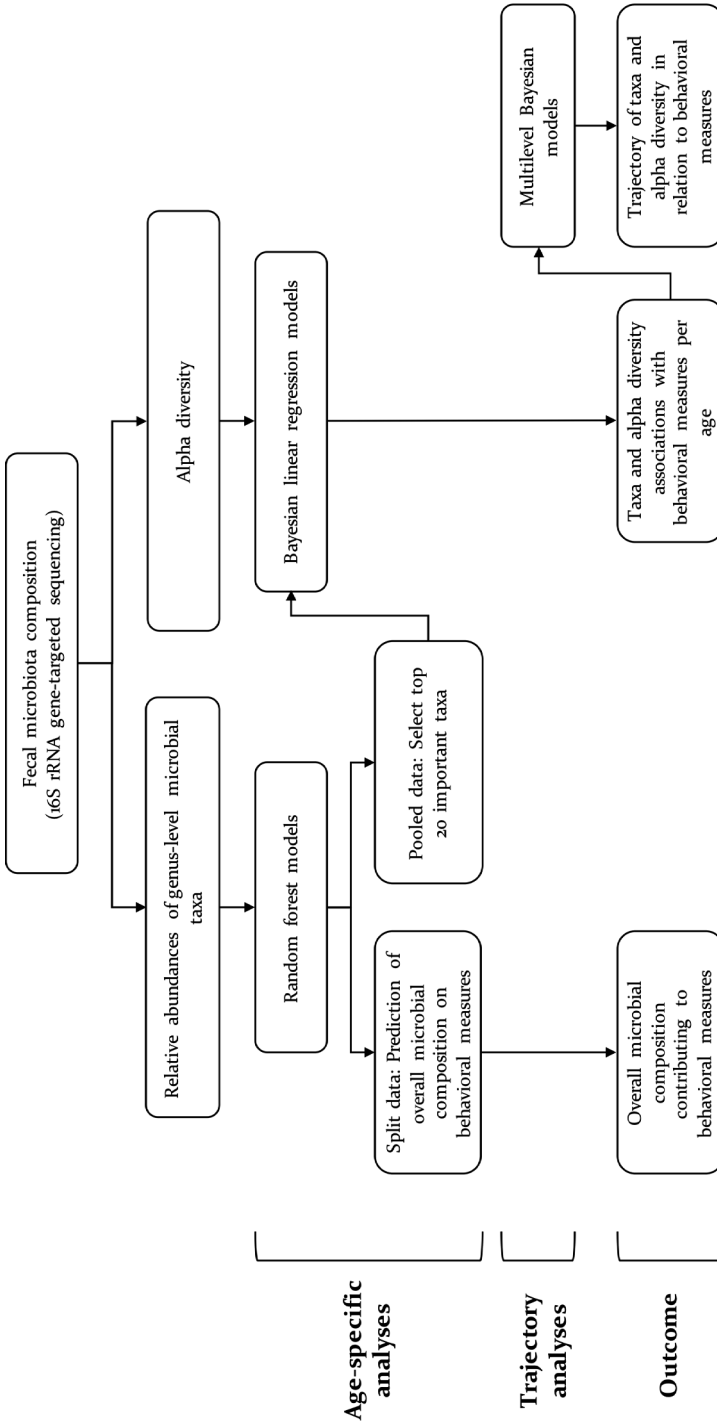 Fecal microbiota composition
(16S rRNA gene-targeted sequencing)
Relative abundances of genus-level microbial
taxa
Alpha diversity
Age-specific
analyses
Random forest models
Bayesian linear regression models
Split data: Prediction of
overall microbial
composition on
behavioral measures
Pooled data: Select top
20 important taxa
Trajectory
analyses
Multilevel Bayesian
models
Outcome
Overall microbial
composition
contributing to
behavioral measures
Taxa and alpha diversity
associations with
behavioral measures per
age
Trajectory of taxa and
alpha diversity in
relation to behavioral
measures